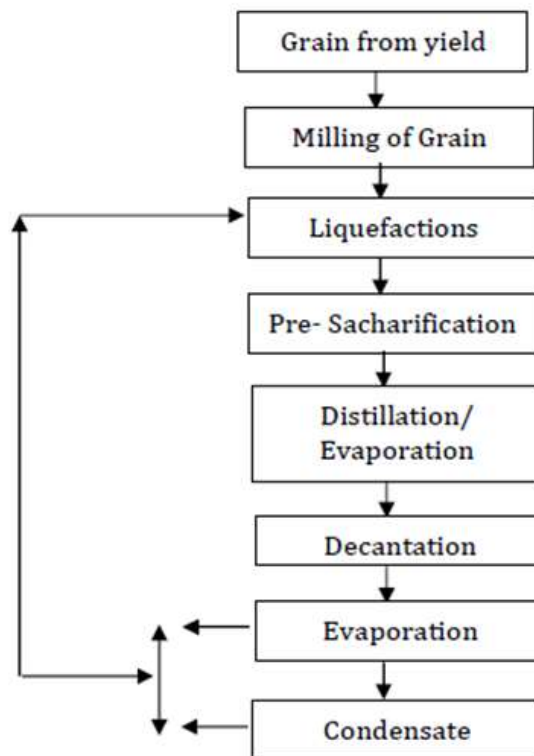 Grain from yield
Milling of Grain
Liquefactions
Pre- Sacharification
Distillation/
Evaporation
Decantation
Evaporation
Condensate